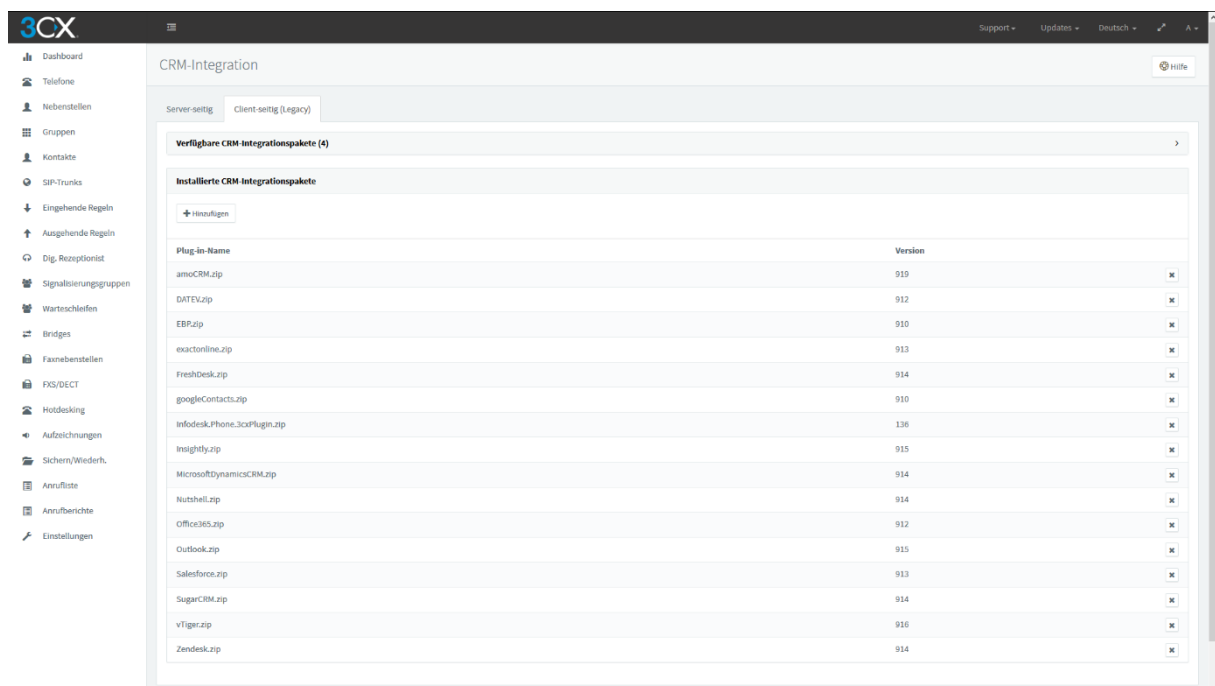 3CX
Support
Updates
Deutsch
A
Dashboard
Telefone
Nebenstellen
Gruppen
Kontakte
SIP-Trunks
Eingehende Regeln
Ausgehende Regeln
Dig. Rezeptionist
Signalisierungsgruppen
Warteschleifen
Bridges
Faxnebenstellen
FXS/DECT
Hotdesking
Aufzeichnungen
Sichern/Wiederh.
Anrufliste
Anrufberichte
Einstellungen
CRM-Integration
Hilfe
Server-seitig Client-seitig (Legacy)
Verfügbare CRM-Integrationspakete (4)
Installierte CRM-Integrationspakete
Hinzufügen
Plug-in-Name Version
amoCRM.zip 919
DATEV.zip 912
EBP.zip 910
exactonline.zip 913
FreshDesk.zip 914
googleContacts.zip 910
Infodesk.Phone.3cxPlugin.zip 136
Insightly.zip 915
MicrosoftDynamicsCRM.zip 914
Nutshell.zip 914
Office365.zip 912
Outlook.zip 915
Salesforce.zip 913
SugarCRM.zip 914
vTiger.zip 916
Zendesk.zip 914